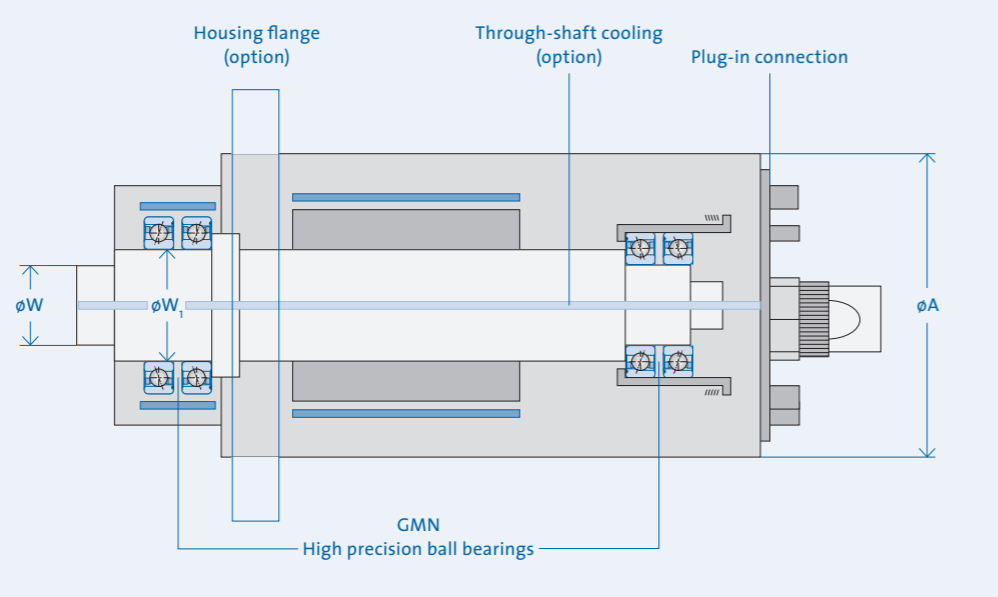 Housing flange
(option)
Through-shaft cooling
(option)
Plug-in connection
øW
øW₁
øA
GMN
High precision ball bearings